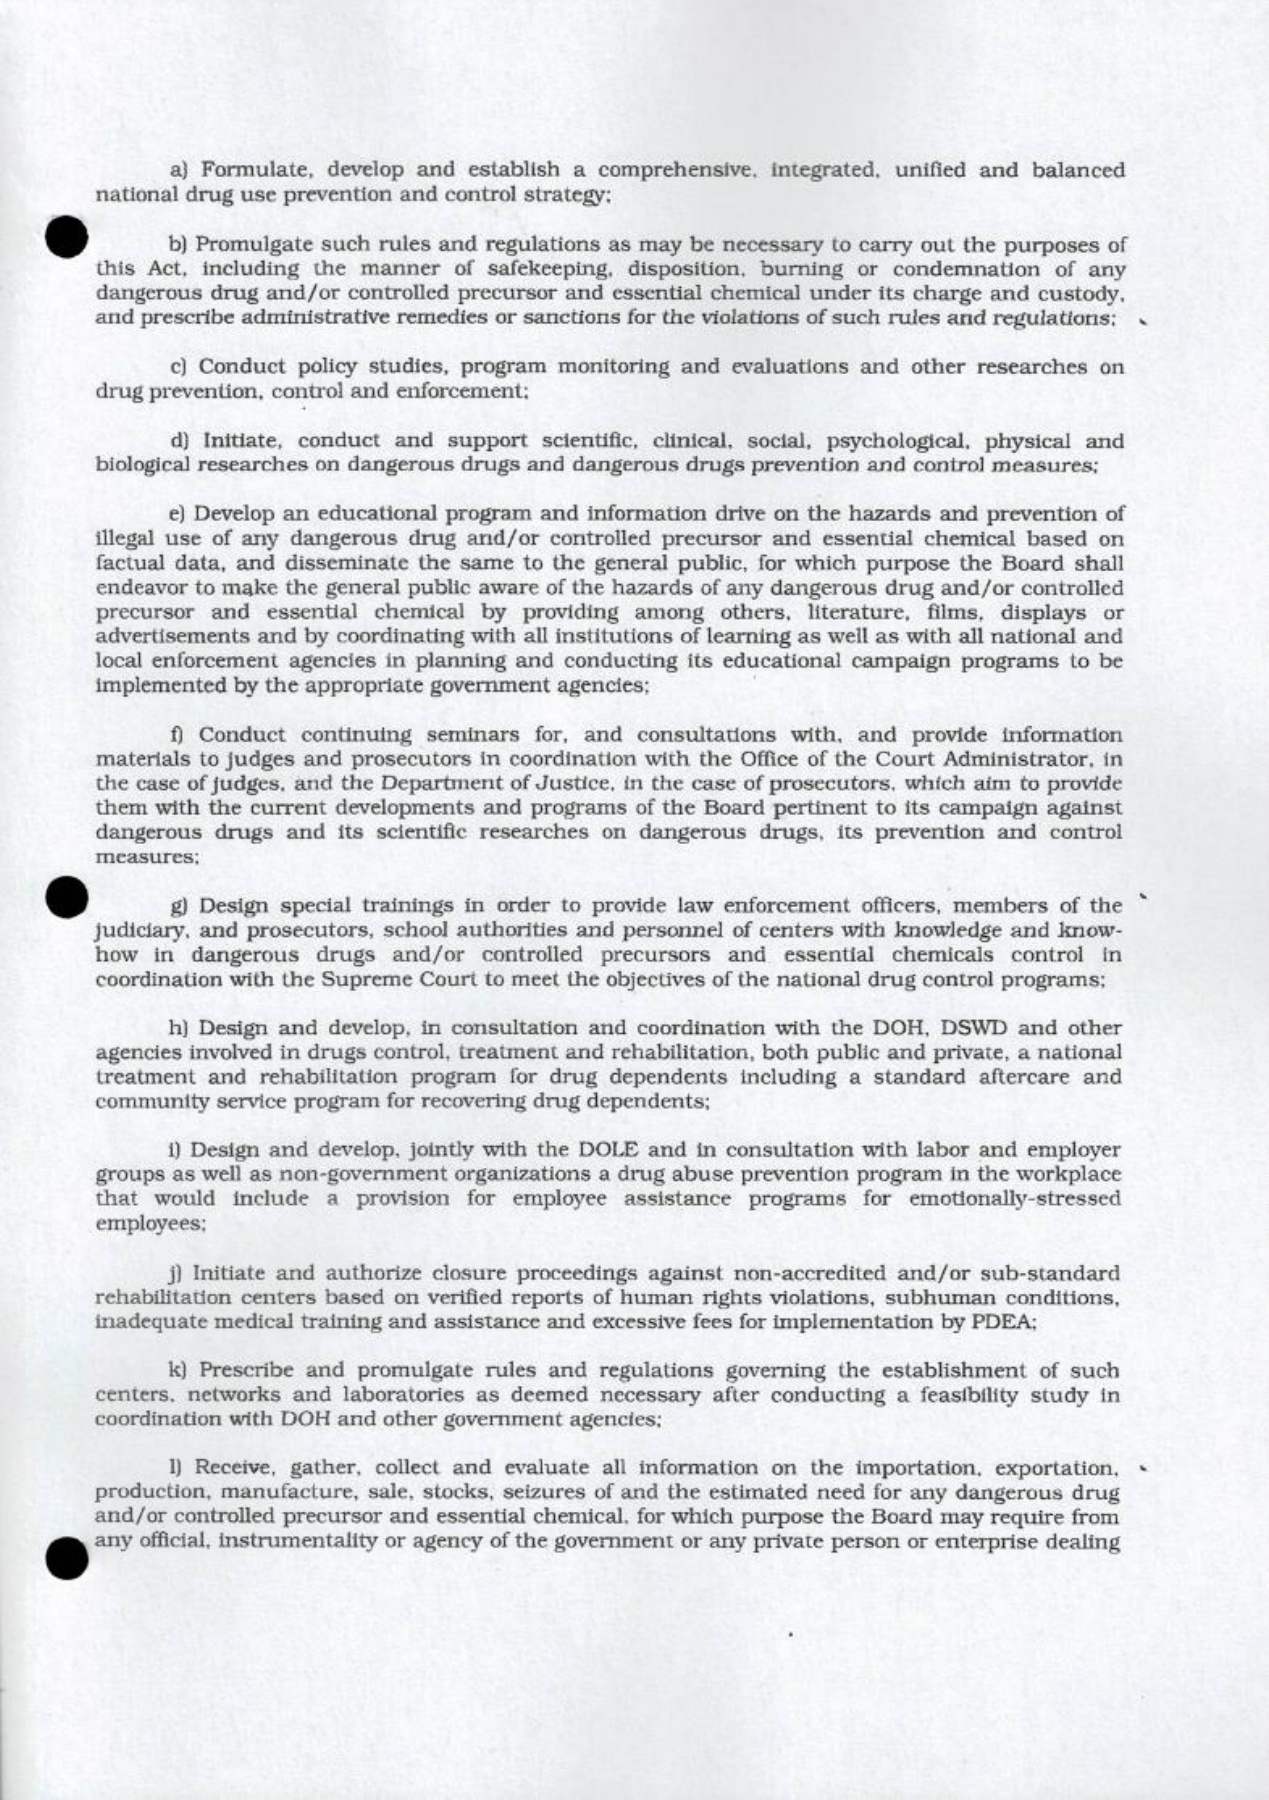 a) Formulate, develop and establish a comprehensive, integrated, unified and balanced
national drug use prevention and control strategy;
b) Promulgate such rules and regulations as may be necessary to carry out the purposes of
this Act, including the manner of safekeeping, disposition, burning or condemnation of any
dangerous drug and/or controlled precursor and essential chemical under its charge and custody,
and prescribe administrative remedies or sanctions for the violations of such rules and regulations;
c) Conduct policy studies, program monitoring and evaluations and other researches on
drug prevention, control and enforcement;
d) Initiate, conduct and support scientific, clinical, social, psychological, physical and
biological researches on dangerous drugs and dangerous drugs prevention and control measures;
e) Develop an educational program and information drive on the hazards and prevention of
illegal use of any dangerous drug and/or controlled precursor and essential chemical based on
factual data, and disseminate the same to the general public, for which purpose the Board shall
endeavor to make the general public aware of the hazards of any dangerous drug and/or controlled
precursor and essential chemical by providing among others, literature, films, displays or
advertisements and by coordinating with all institutions of learning as well as with all national and
local enforcement agencies in planning and conducting its educational campaign programs to be
implemented by the appropriate government agencies;
f) Conduct continuing seminars for, and consultations with, and provide information
materials to judges and prosecutors in coordination with the Office of the Court Administrator, in
the case of judges, and the Department of Justice, in the case of prosecutors, which aim to provide
them with the current developments and programs of the Board pertinent to its campaign against
dangerous drugs and its scientific researches on dangerous drugs, its prevention and control
measures;
g) Design special trainings in order to provide law enforcement officers, members of the
judiciary, and prosecutors, school authorities and personnel of centers with knowledge and know-
how in dangerous drugs and/or controlled precursors and essential chemicals control in
coordination with the Supreme Court to meet the objectives of the national drug control programs;
h) Design and develop, in consultation and coordination with the DOH, DSWD and other
agencies involved in drugs control, treatment and rehabilitation, both public and private, a national
treatment and rehabilitation program for drug dependents including a standard aftercare and
community service program for recovering drug dependents;
i) Design and develop, jointly with the DOLE and in consultation with labor and employer
groups as well as non-government organizations a drug abuse prevention program in the workplace
that would include a provision for employee assistance programs for emotionally-stressed
employees;
j) Initiate and authorize closure proceedings against non-accredited and/or sub-standard
rehabilitation centers based on verified reports of human rights violations, subhuman conditions,
inadequate medical training and assistance and excessive fees for implementation by PDEA;
k) Prescribe and promulgate rules and regulations governing the establishment of such
centers, networks and laboratories as deemed necessary after conducting a feasibility study in
coordination with DOH and other government agencies;
l) Receive, gather, collect and evaluate all information on the importation, exportation,
production, manufacture, sale, stocks, seizures of and the estimated need for any dangerous drug
and/or controlled precursor and essential chemical, for which purpose the Board may require from
any official, instrumentality or agency of the government or any private person or enterprise dealing